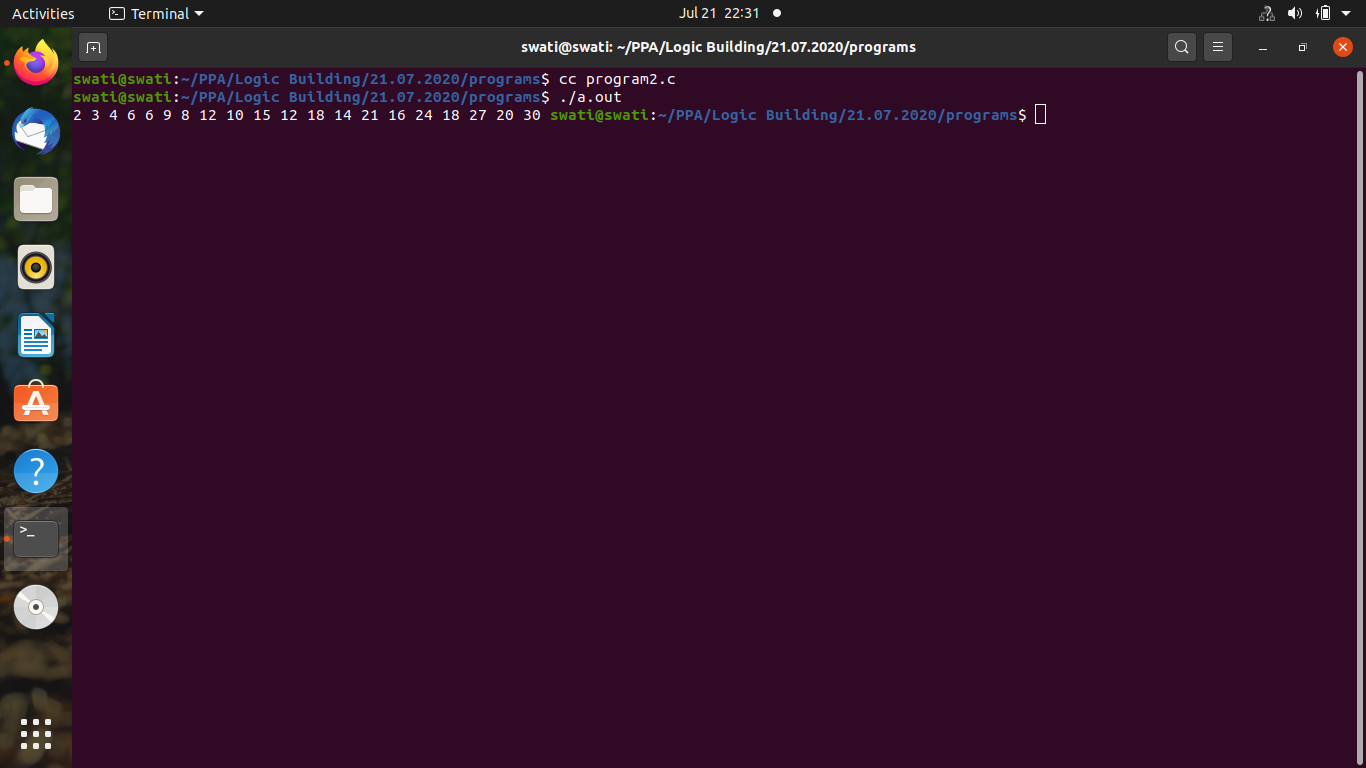 Activities Terminal Jul 21 22:31
swati@swati: ~/PPA/Logic Building/21.07.2020/programs
swati@swati:~/PPA/Logic Building/21.07.2020/programs$ cc program2.c
swati@swati:~/PPA/Logic Building/21.07.2020/programs$ ./a.out
2 3 4 6 6 9 8 12 10 15 12 18 14 21 16 24 18 27 20 30 swati@swati:~/PPA/Logic Building/21.07.2020/programs$